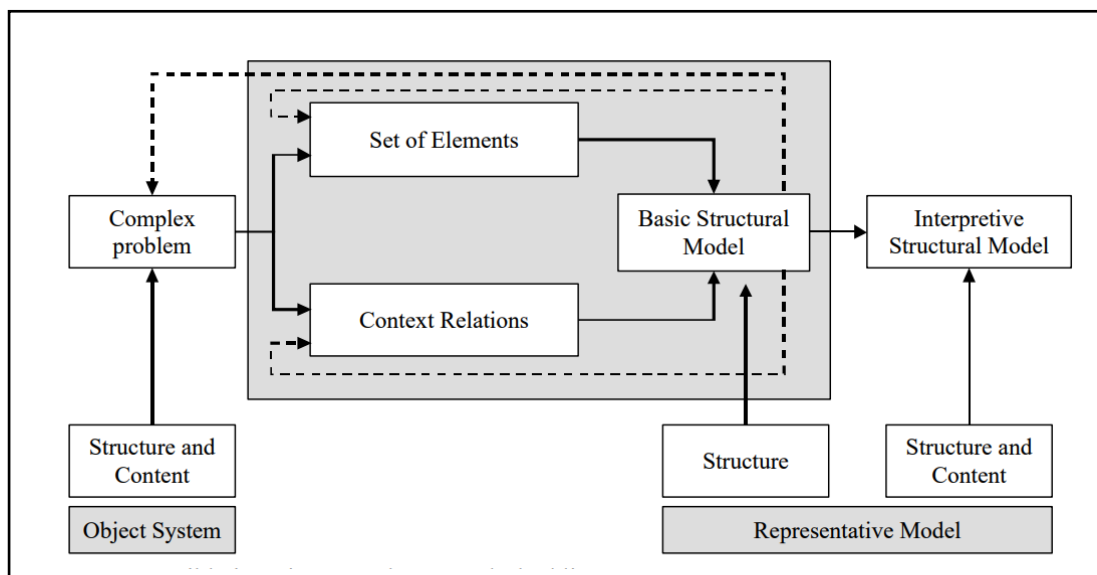 Set of Elements
Complex
problem
Basic Structural
Model
Interpretive
Structural Model
Context Relations
Structure and
Content
Structure
Structure and
Content
Object System
Representative Model